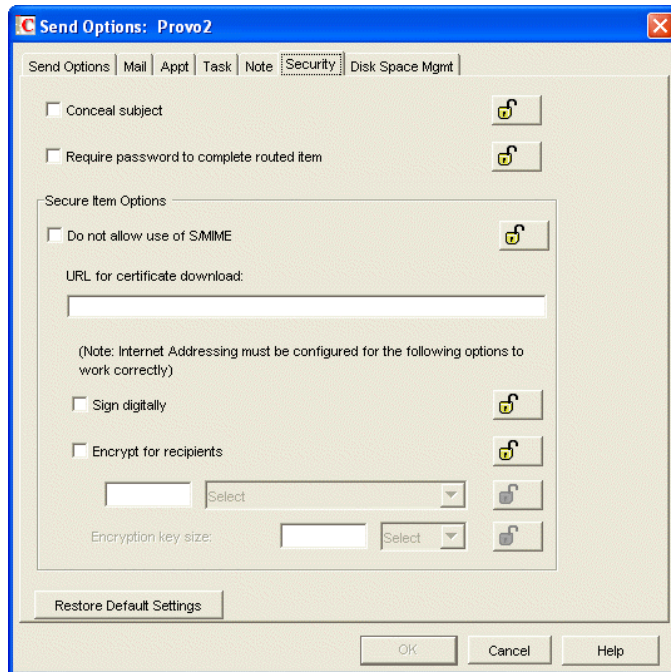 Send Options: Provo2
Send Options Mail Appt Task Note Security Disk Space Mgmt
Conceal subject
Require password to complete routed item
Secure Item Options
Do not allow use of S/MIME
URL for certificate download:
(Note: Internet Addressing must be configured for the following options to
work correctly)
Sign digitally
Encrypt for recipients
Select
Encryption key size: Select
Restore Default Settings
OK Cancel Help